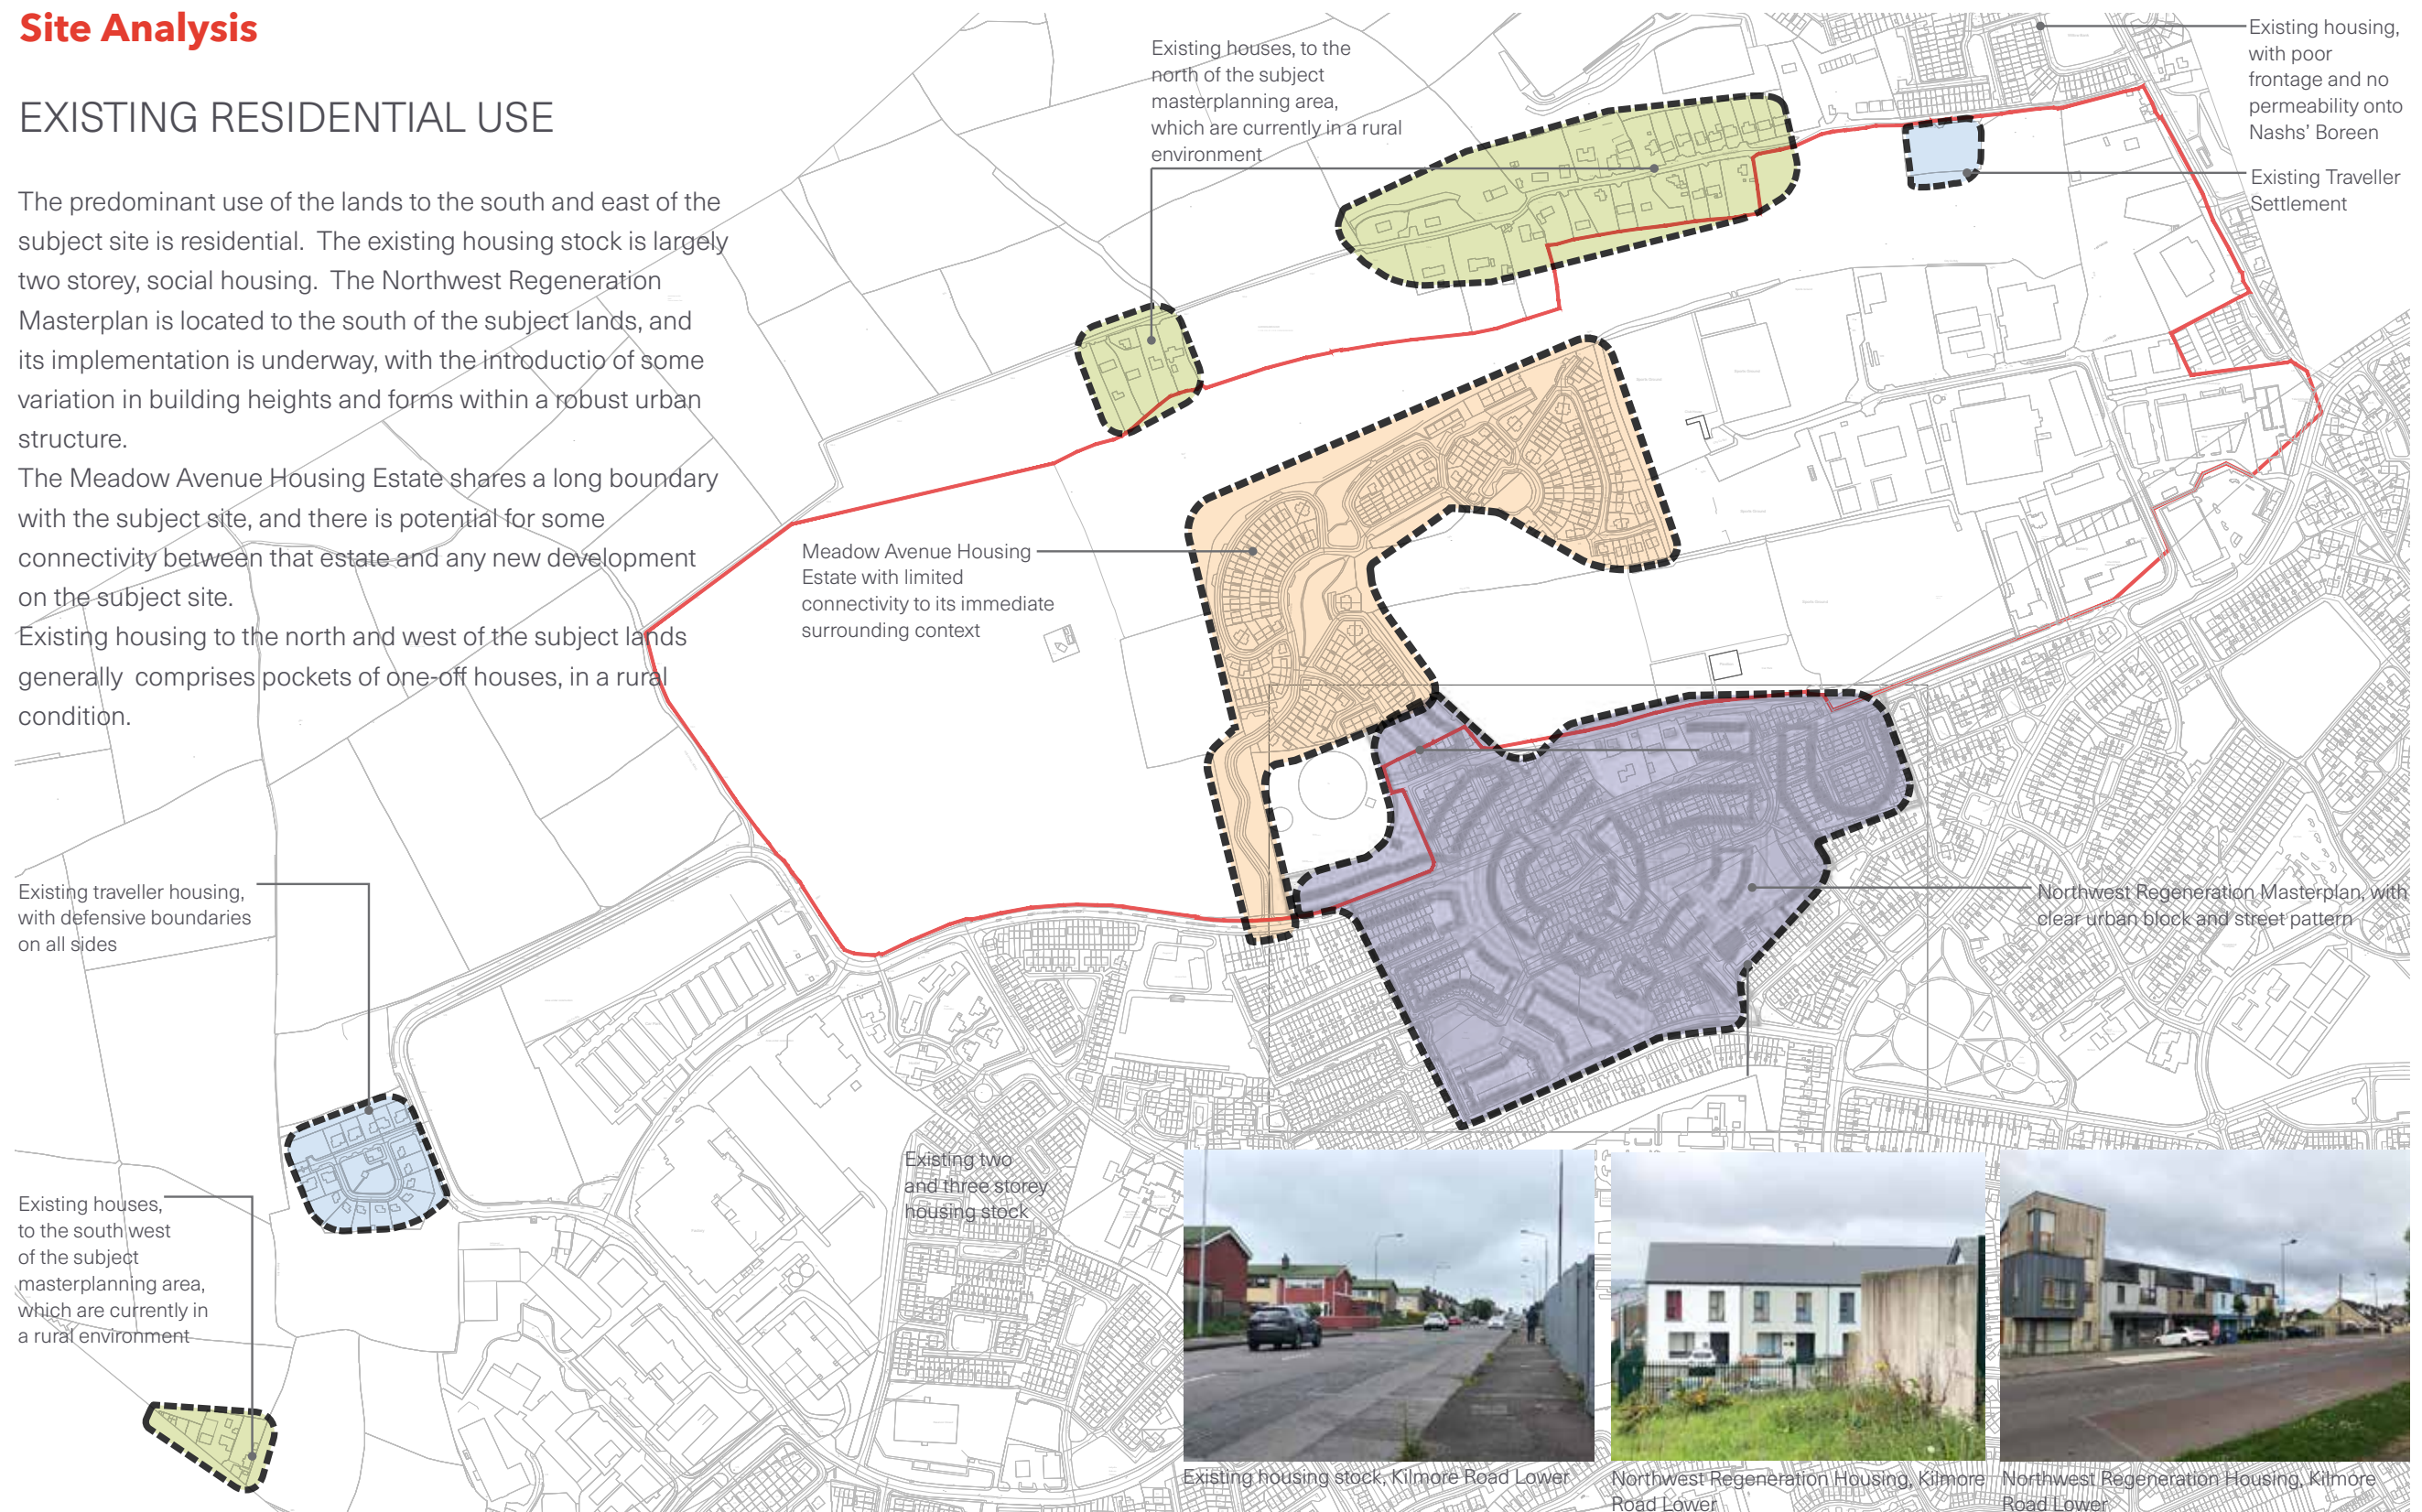 Site Analysis
EXISTING RESIDENTIAL USE
The predominant use of the lands to the south and east of the
subject site is residential.  The existing housing stock is largely
two storey, social housing.  The Northwest Regeneration
Masterplan is located to the south of the subject lands, and
its implementation is underway, with the introductio of some
variation in building heights and forms within a robust urban
structure.
The Meadow Avenue Housing Estate shares a long boundary
with the subject site, and there is potential for some
connectivity between that estate and any new development
on the subject site.
Existing housing to the north and west of the subject lands
generally  comprises pockets of one-off houses, in a rural
condition.
Existing houses, to the
north of the subject
masterplanning area,
which are currently in a rural
environment
Existing housing,
with poor
frontage and no
permeability onto
Nashs' Boreen
Existing Traveller
Settlement
Meadow Avenue Housing
Estate with limited
connectivity to its immediate
surrounding context
Existing traveller housing,
with defensive boundaries
on all sides
Northwest Regeneration Masterplan, with
clear urban block and street pattern
Existing houses,
to the south west
of the subject
masterplanning area,
which are currently in
a rural environment
Existing two
and three storey
housing stock
Existing housing stock, Kilmore Road Lower
Northwest Regeneration Housing, Kilmore
Road Lower
Northwest Regeneration Housing, Kilmore
Road Lower